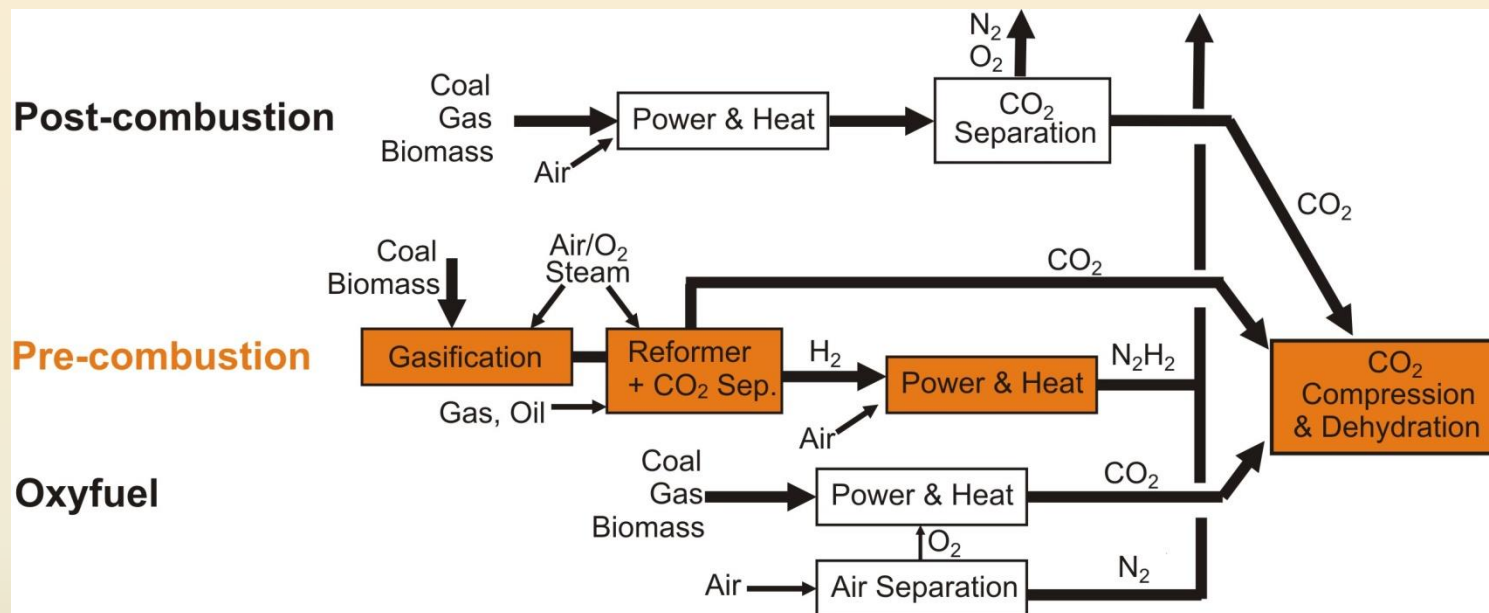 N₂
O₂
Coal
Gas
Biomass
Post-combustion
Power & Heat
CO₂
Separation
Air
CO₂
Coal
Biomass
Air/O₂
Steam
CO₂
Pre-combustion
Gasification
Reformer
+ CO₂ Sep.
H₂
Power & Heat
N₂H₂
CO₂
Compression
& Dehydration
Gas, Oil
Air
Oxyfuel
Coal
Gas
Biomass
Power & Heat
CO₂
O₂
Air
Air Separation
N₂